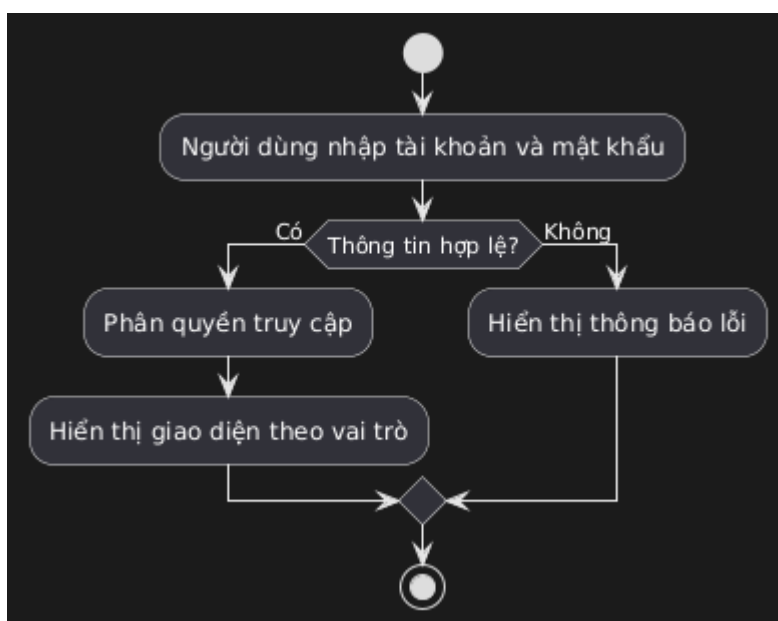 Người dùng nhập tài khoản và mật khẩu
Có
Thông tin hợp lệ?
Không
Phân quyền truy cập
Hiển thị thông báo lỗi
Hiển thị giao diện theo vai trò